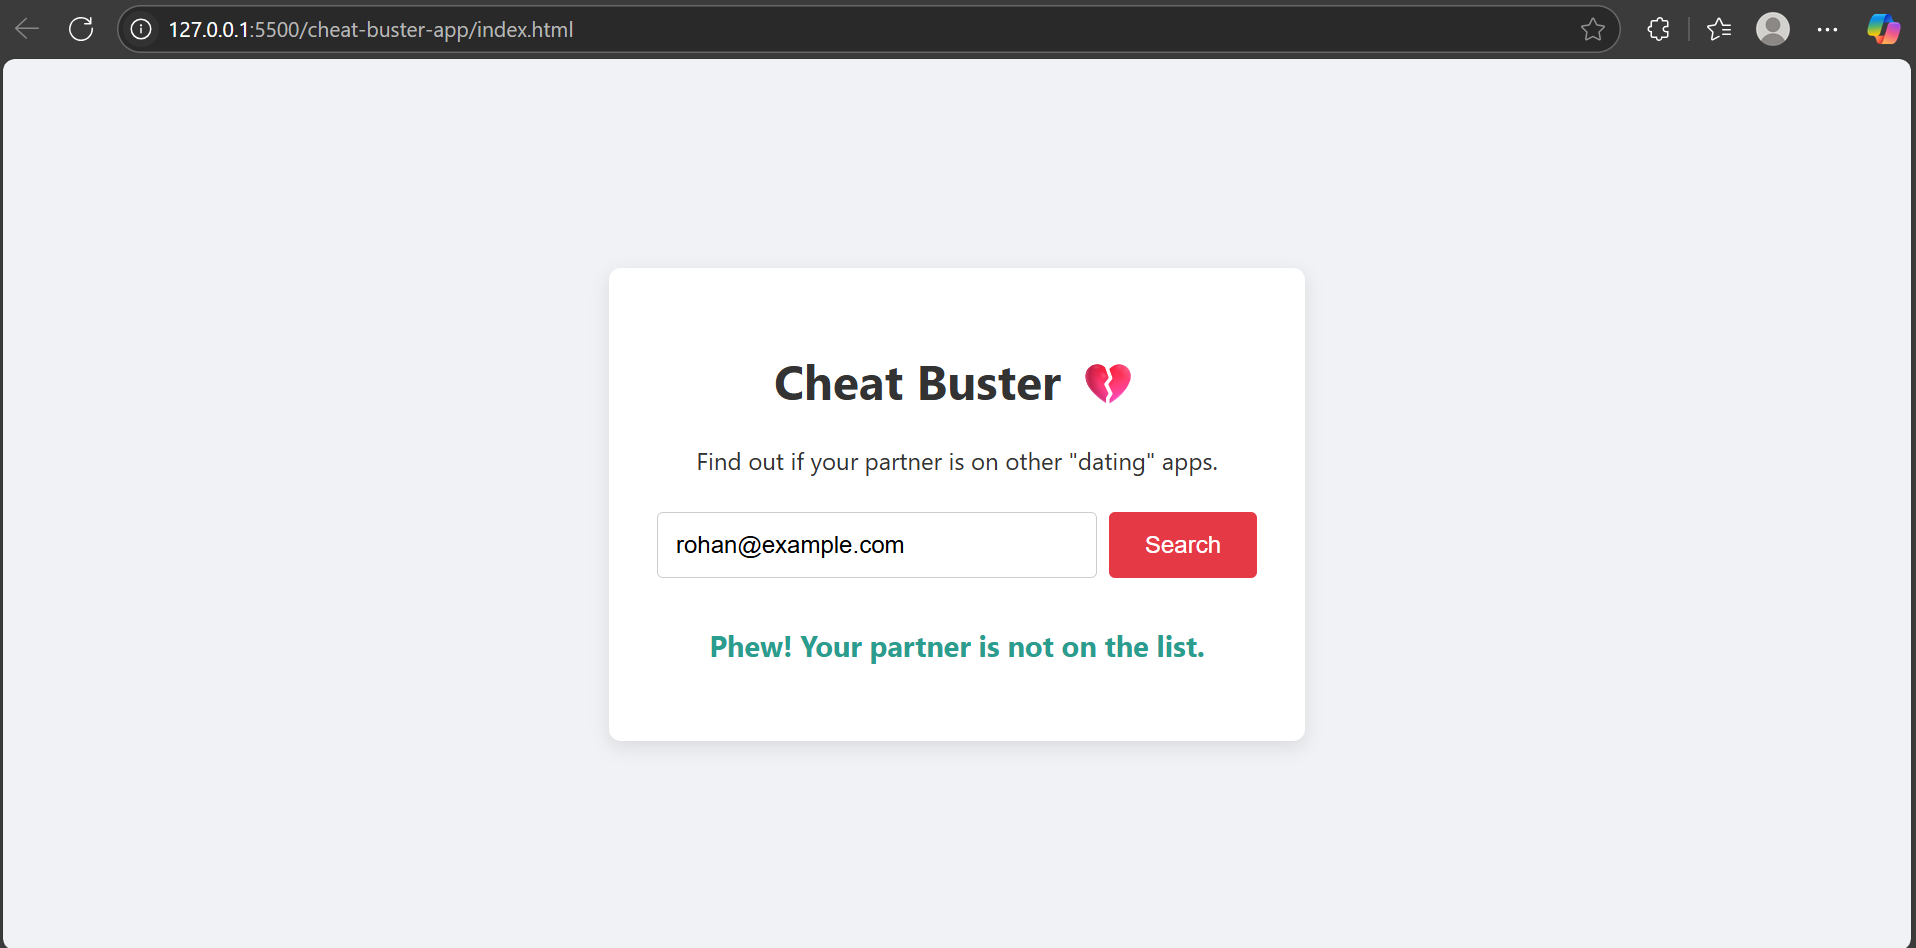 127.0.0.1:5500/cheat-buster-app/index.html
Cheat Buster 💔
Find out if your partner is on other "dating" apps.
rohan@example.com
Search
Phew! Your partner is not on the list.